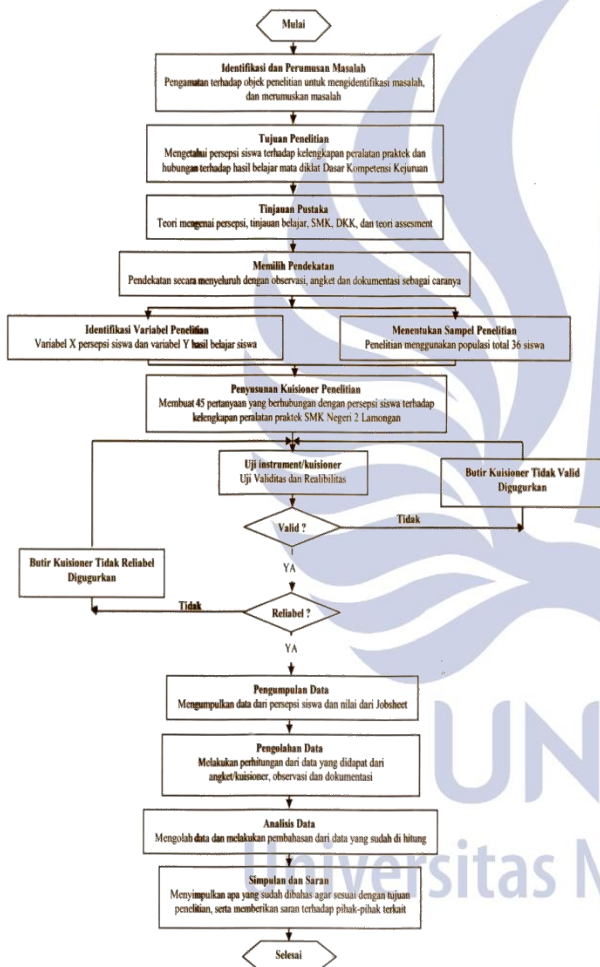 Mulai
Identifikasi dan Perumusan Masalah
Pengamatan terhadap objek penelitian untuk mengidentifikasi masalah,
dan merumuskan masalah
Tujuan Penelitian
Mengetahui persepsi siswa terhadap kelengkapan peralatan praktek dan
hubungan terhadap hasil belajar mata diklat Dasar Kompetensi Kejuruan
Tinjauan Pustaka
Teori mengenai persepsi, tinjauan belajar, SMK, DKK, dan teori assesment
Memilih Pendekatan
Pendekatan secara menyeluruh dengan observasi, angket dan dokumentasi sebagai caranya
Identifikasi Variabel Penelitian
Variabel X persepsi siswa dan variabel Y hasil belajar siswa
Menentukan Sampel Penelitian
Penelitian menggunakan populasi total 36 siswa
Penyusunan Kuisioner Penelitian
Membuat 45 pertanyaan yang berhubungan dengan persepsi siswa terhadap
kelengkapan peralatan praktek SMK Negeri 2 Lamongan
Uji instrument/kuisioner
Uji Validitas dan Realibilitas
Butir Kuisioner Tidak Valid
Digugurkan
Valid ?
Tidak
YA
Butir Kuisioner Tidak Reliabel
Digugurkan
Tidak
Reliabel ?
YA
Pengumpulan Data
Mengumpulkan data dari persepsi siswa dan nilai dari Jobsheet
Pengolahan Data
Melakukan perhitungan dari data yang didapat dari
angket/kuisioner, observasi dan dokumentasi
Analisis Data
Mengolah data dan melakukan pembahasan dari data yang sudah di hitung
Simpulan dan Saran
Menyimpulkan apa yang sudah dibahas agar sesuai dengan tujuan
penelitian, serta memberikan saran terhadap pihak-pihak terkait
Selesai
UN
Universitas N